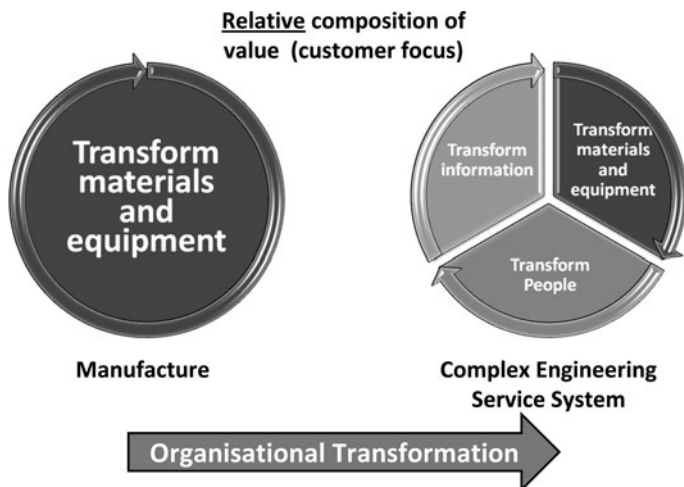 Relative composition of
value (customer focus)
Transform
materials
and
equipment
Transform
information
Transform
materials
and
equipment
Transform
People
Manufacture
Complex Engineering
Service System
Organisational Transformation